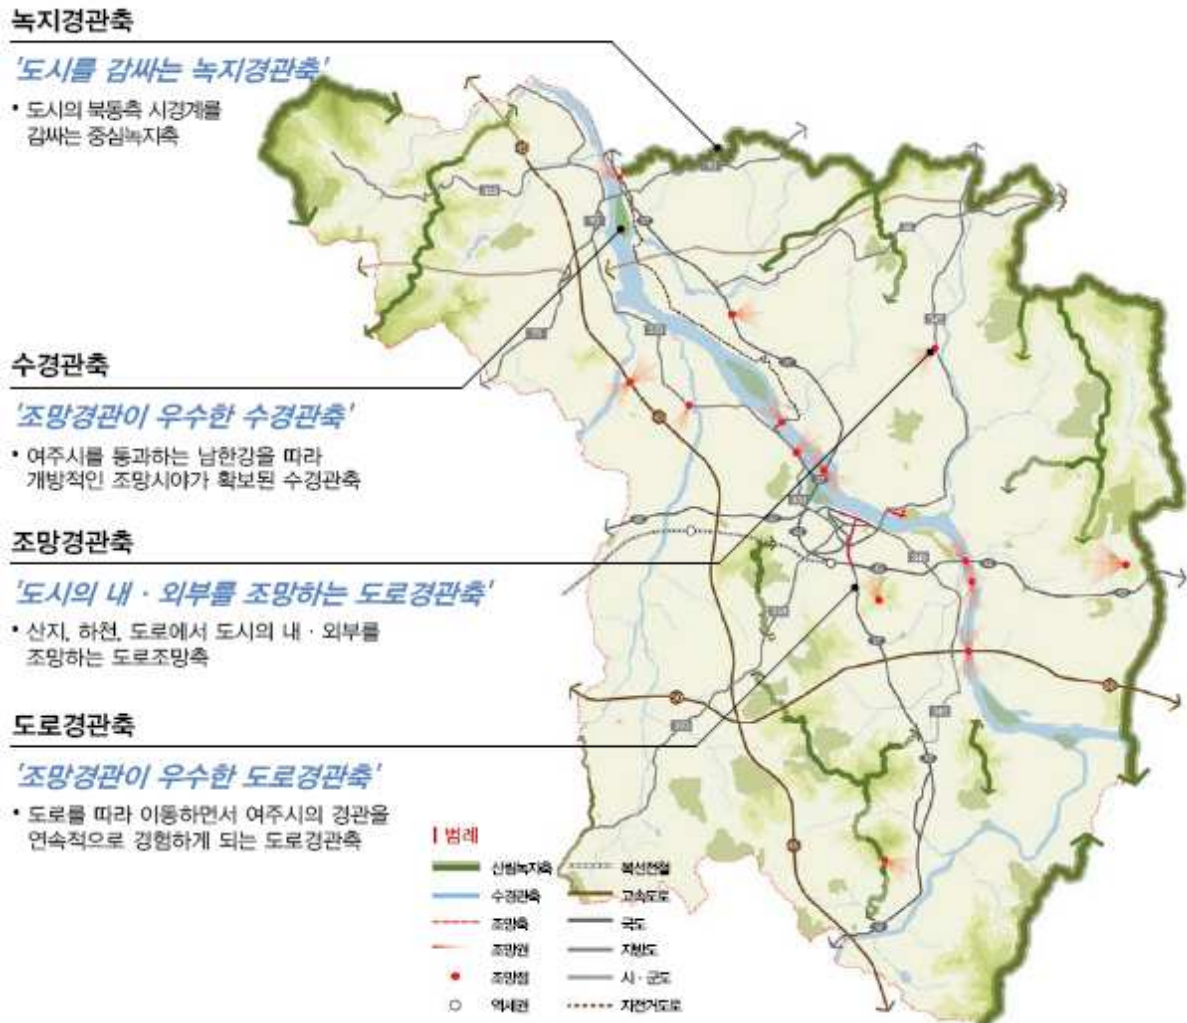 녹지경관축
'도시를 감싸는 녹지경관축'
• 도시의 북동측 시경계를
감싸는 중심녹지축
수경관축
'조망경관이 우수한 수경관축'
• 여주시를 통과하는 남한강을 따라
개방적인 조망시야가 확보된 수경관축
조망경관축
'도시의 내 · 외부를 조망하는 도로경관축'
• 산지, 하천, 도로에서 도시의 내 · 외부를
조망하는 도로조망축
도로경관축
'조망경관이 우수한 도로경관축'
• 도로를 따라 이동하면서 여주시의 경관을
연속적으로 경험하게 되는 도로경관축
범례
산림녹지축
수경관축
조망축
조망원
조망점
역세권
복선전철
고속도로
국도
지방도
시 · 군도
자전거도로